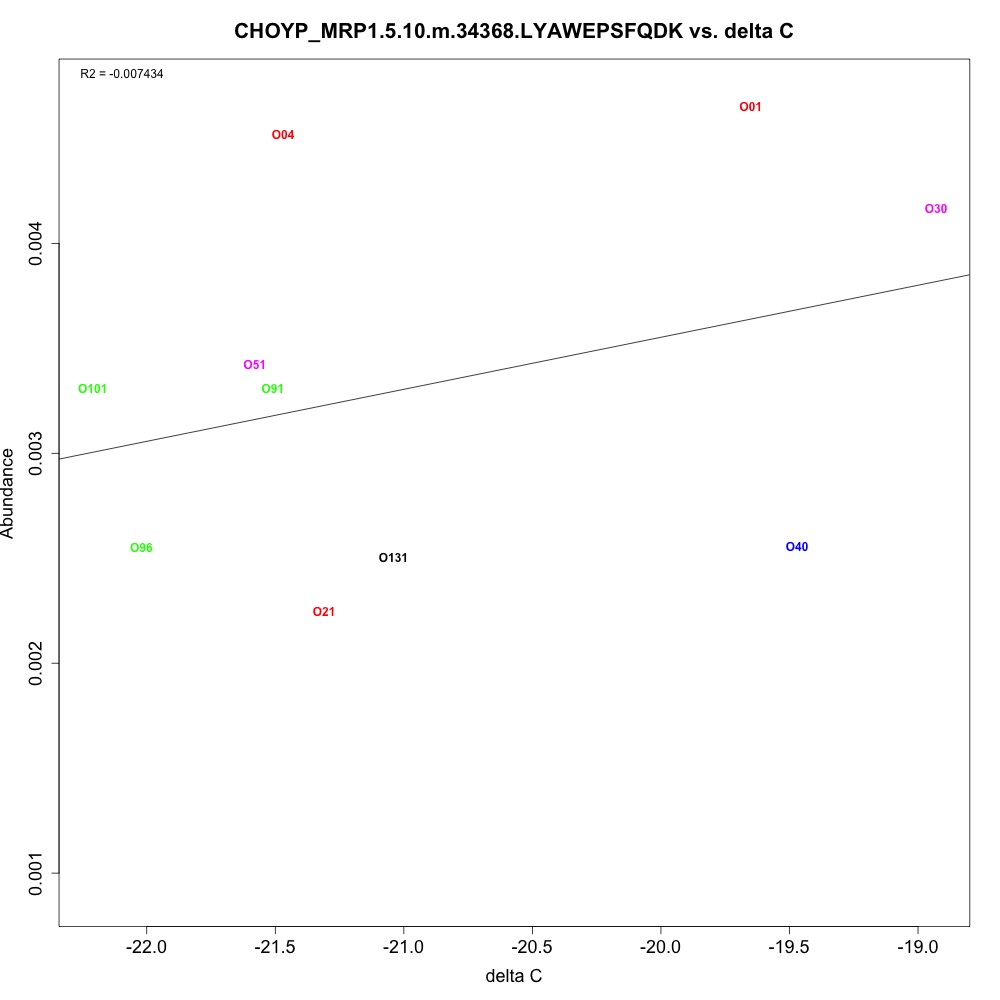 CHOYP_MRP1.5.10.m.34368.LYAWEPSFQDK vs. delta C
R2 = -0.007434
O01
O04
O30
0.004
O51
O101
O91
0.003
Abundance
O96
O40
O131
O21
0.002
0.001
-22.0 -21.5 -21.0 -20.5 -20.0 -19.5 -19.0
delta C